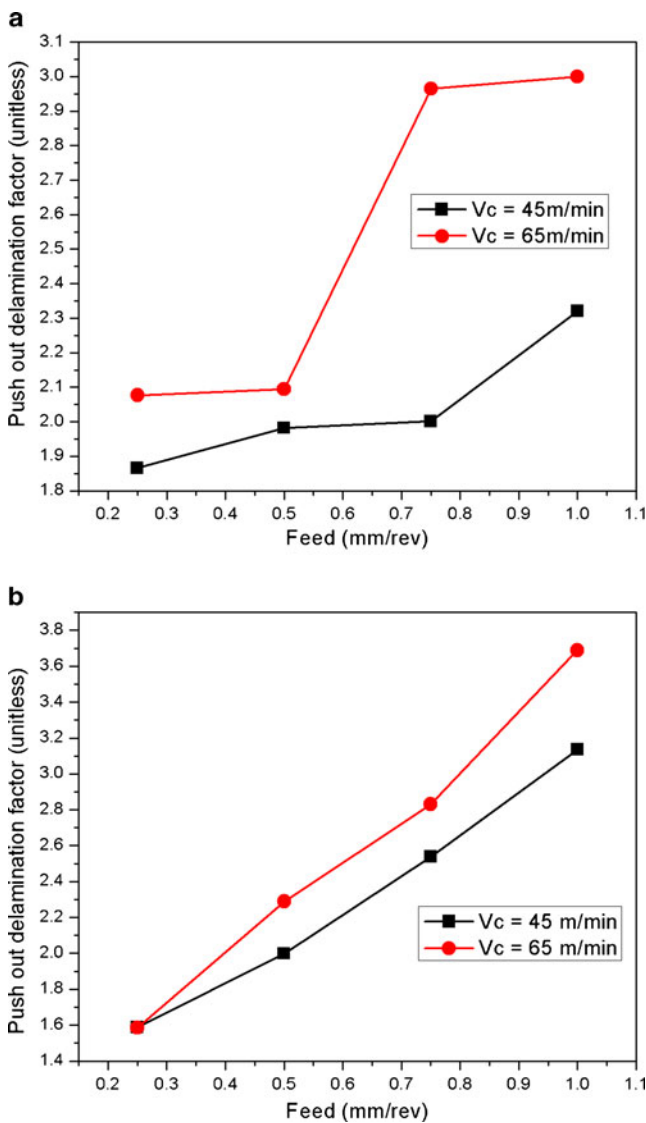 a
Push out delamination factor (unitless)
3.1
3.0
2.9
2.8
2.7
2.6
2.5
2.4
2.3
2.2
2.1
2.0
1.9
1.8
Vc = 45m/min
Vc = 65m/min
0.2 0.3 0.4 0.5 0.6 0.7 0.8 0.9 1.0 1.1
Feed (mm/rev)
b
Push out delamination factor (unitless)
3.8
3.6
3.4
3.2
3.0
2.8
2.6
2.4
2.2
2.0
1.8
1.6
1.4
Vc = 45 m/min
Vc = 65 m/min
0.2 0.3 0.4 0.5 0.6 0.7 0.8 0.9 1.0 1.1
Feed (mm/rev)